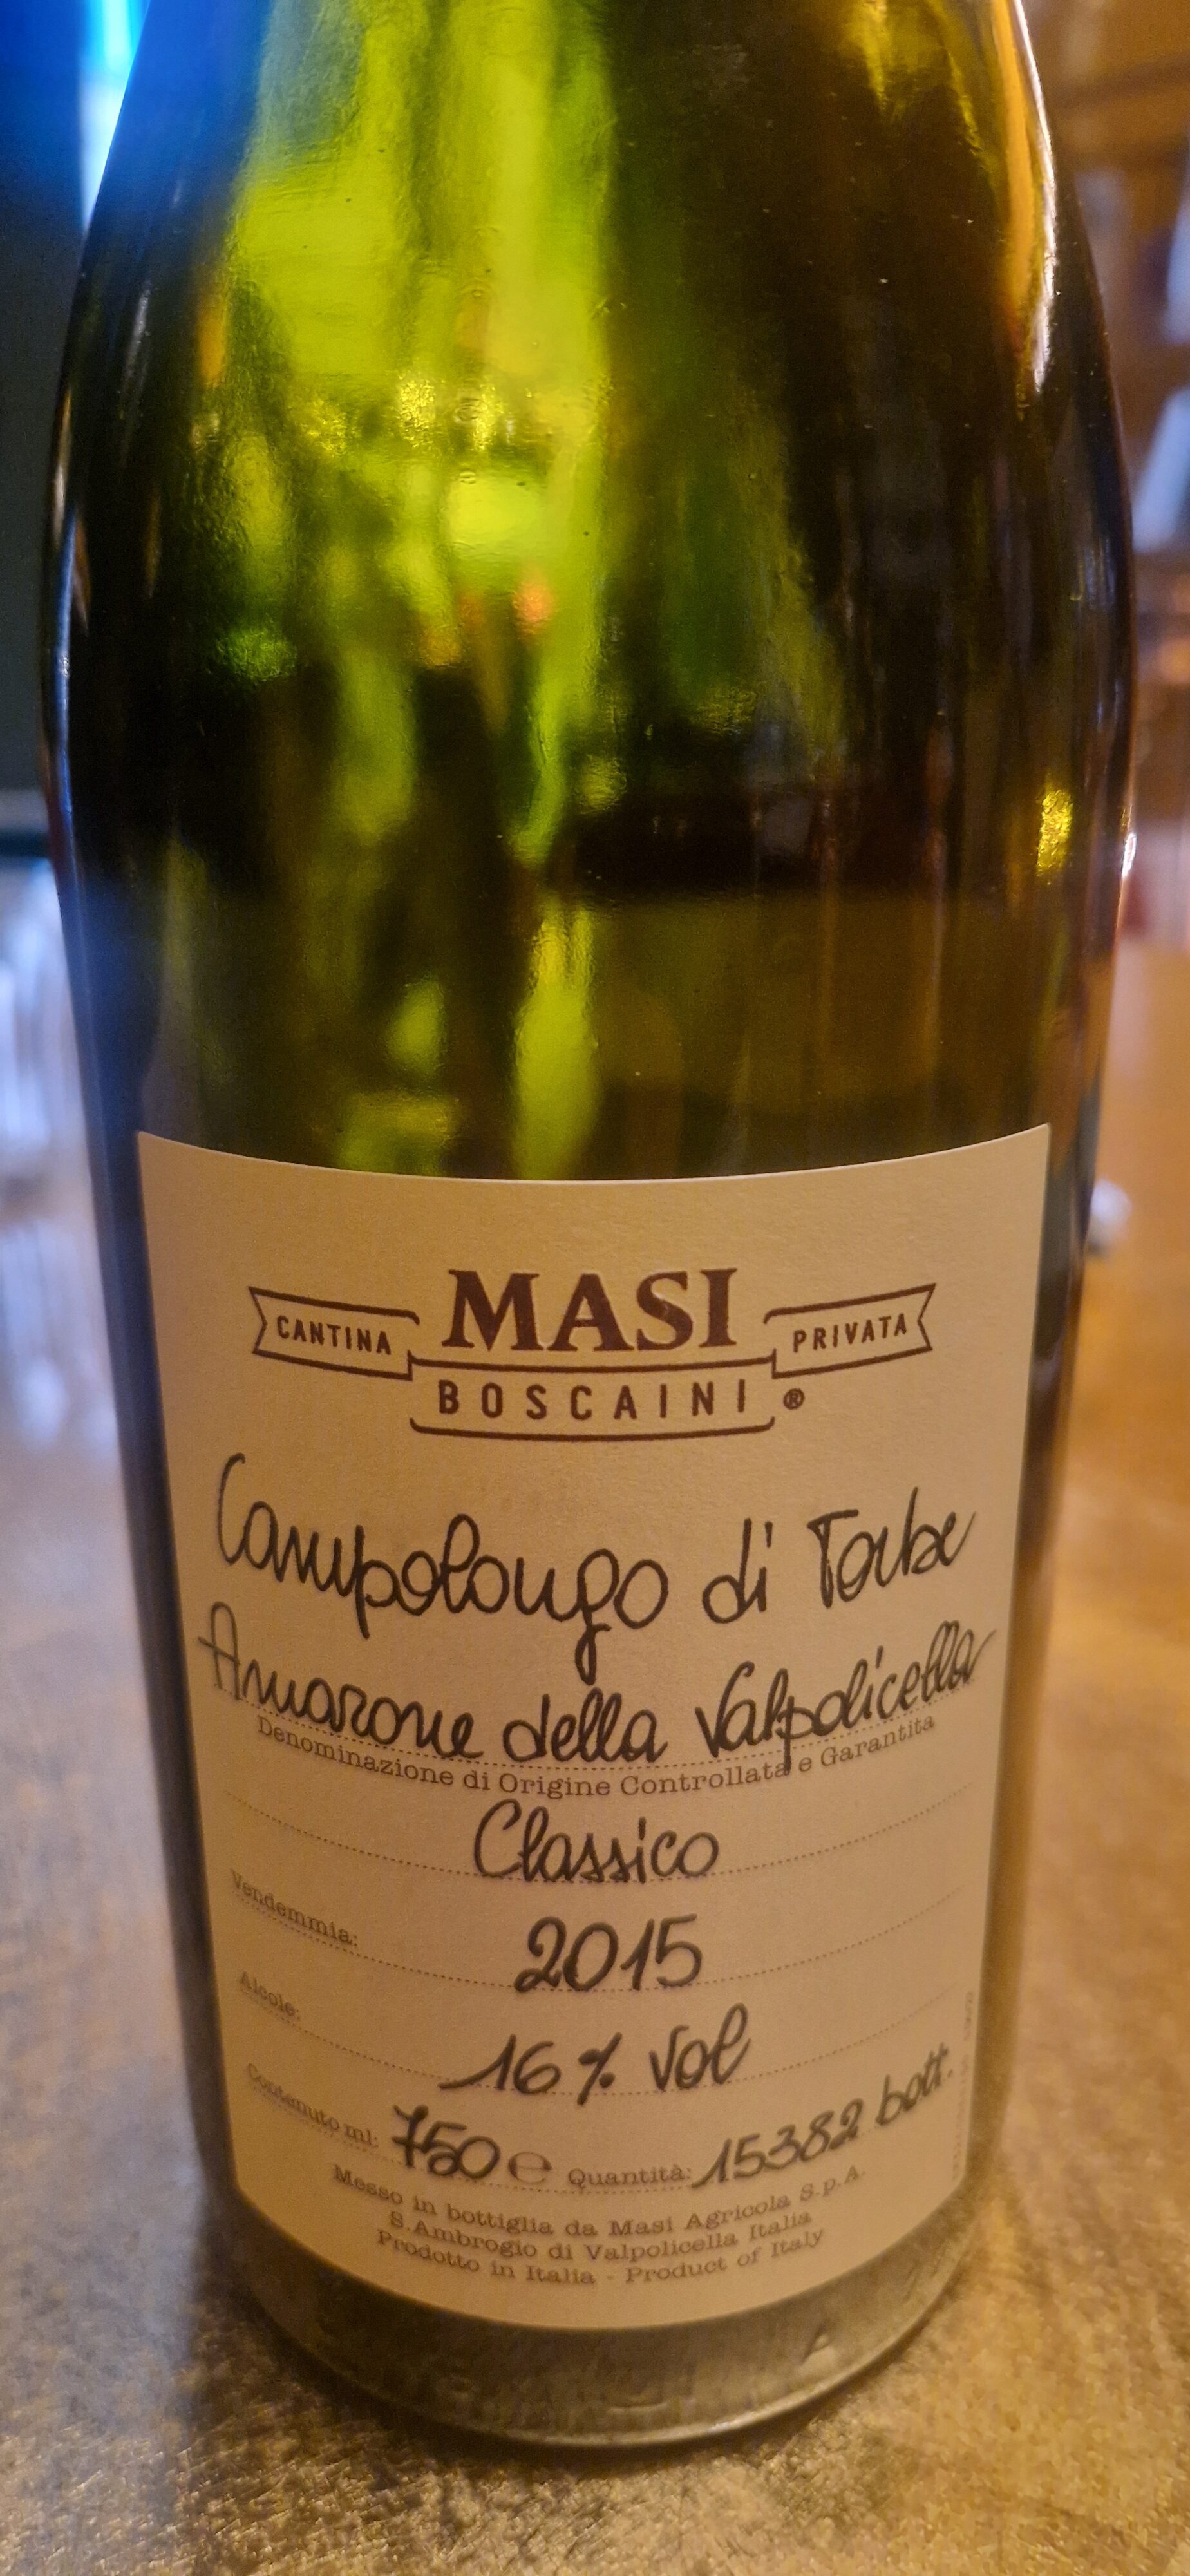 CANTINA MASI PRIVATA
BOSCAINI ®
Campolongo di Torbe
Amarone della Valpolicella
Denominazione di Origine Controllata e Garantita
Classico
Vendemmia: 2015
Alcole: 16% vol
Contenuto ml: 750 ℮ Quantità: 15382 bott.
Messo in bottiglia da Masi Agricola S.p.A.
S.Ambrogio di Valpolicella Italia
Prodotto in Italia - Product of Italy